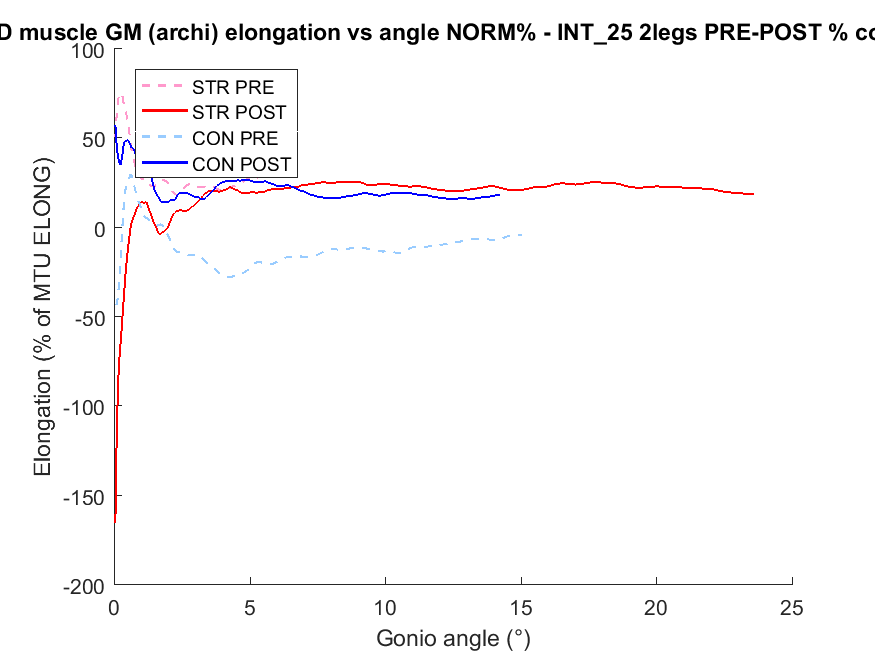 D muscle GM (archi) elongation vs angle NORM% - INT_25 2legs PRE-POST % co
100
50
0
-50
-100
-150
-200
Elongation (% of MTU ELONG)
STR PRE
STR POST
CON PRE
CON POST
0 5 10 15 20 25
Gonio angle (°)